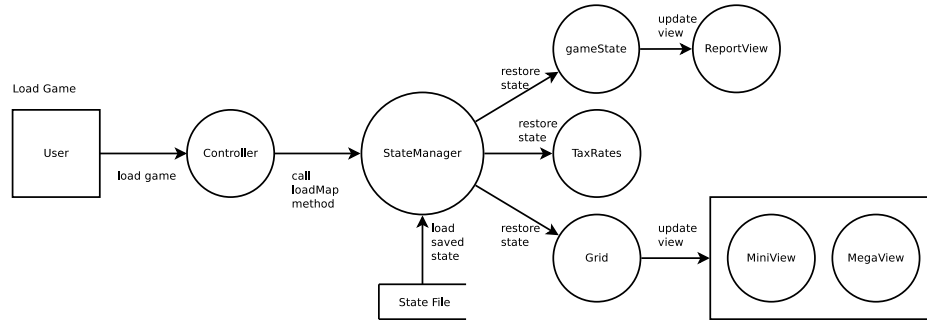 Load Game
User
load game
Controller
call
loadMap
method
StateManager
load
saved
state
State File
restore
state
gameState
update
view
ReportView
restore
state
TaxRates
restore
state
Grid
update
view
MiniView
MegaView